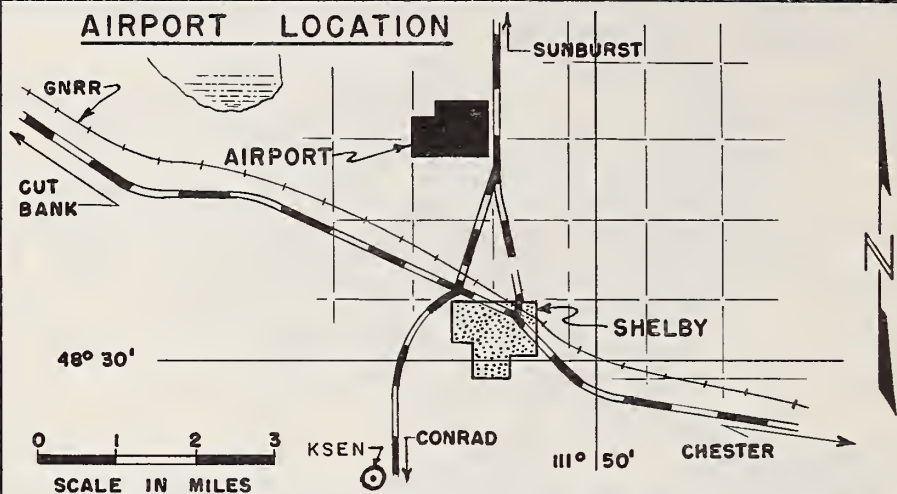 AIRPORT LOCATION
SUNBURST
GNRR
AIRPORT
CUT
BANK
N
SHELBY
48° 30'
0 1 2 3
SCALE IN MILES
KSEN
CONRAD
111° 50'
CHESTER